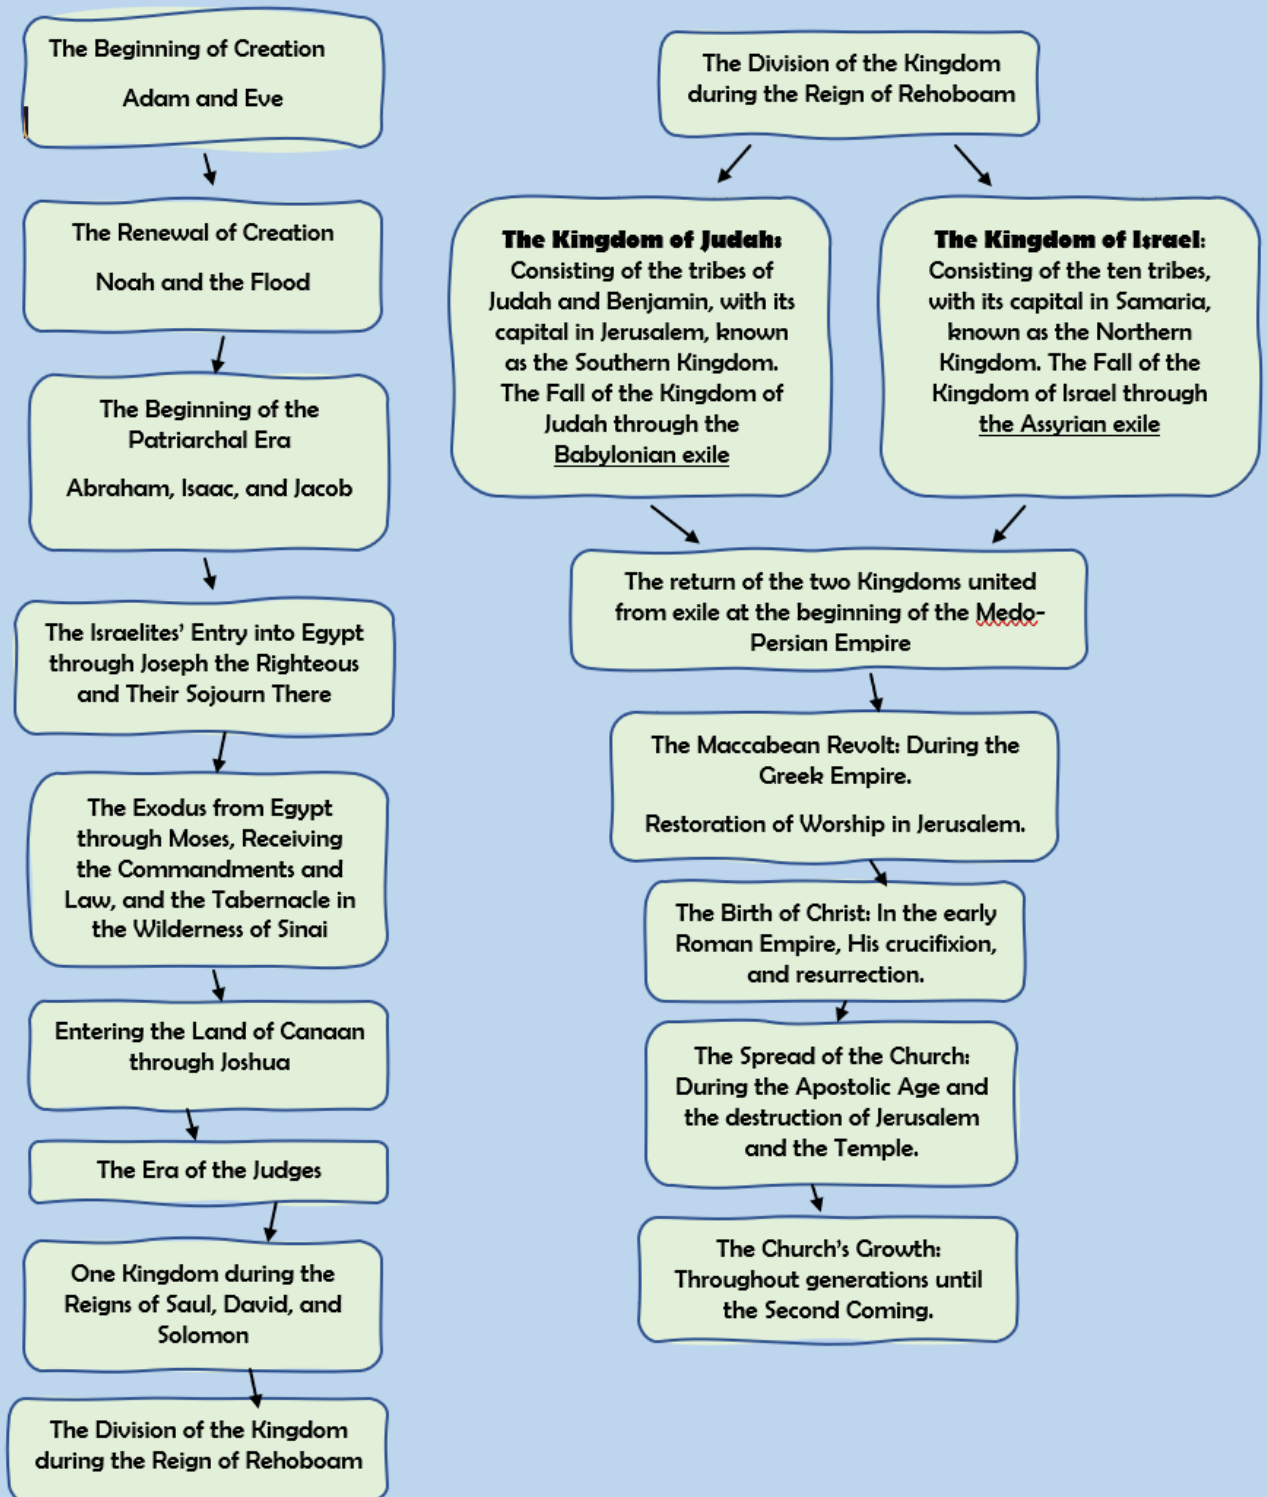 The Beginning of Creation
Adam and Eve
The Renewal of Creation
Noah and the Flood
The Beginning of the
Patriarchal Era
Abraham, Isaac, and Jacob
The Israelites’ Entry into Egypt
through Joseph the Righteous
and Their Sojourn There
The Exodus from Egypt
through Moses, Receiving
the Commandments and
Law, and the Tabernacle in
the Wilderness of Sinai
Entering the Land of Canaan
through Joshua
The Era of the Judges
One Kingdom during the
Reigns of Saul, David, and
Solomon
The Division of the Kingdom
during the Reign of Rehoboam
The Division of the Kingdom
during the Reign of Rehoboam
The Kingdom of Judah:
Consisting of the tribes of
Judah and Benjamin, with its
capital in Jerusalem, known
as the Southern Kingdom.
The Fall of the Kingdom of
Judah through the
Babylonian exile
The Kingdom of Israel:
Consisting of the ten tribes,
with its capital in Samaria,
known as the Northern
Kingdom. The Fall of the
Kingdom of Israel through
the Assyrian exile
The return of the two Kingdoms united
from exile at the beginning of the Medo-
Persian Empire
The Maccabean Revolt: During the
Greek Empire.
Restoration of Worship in Jerusalem.
The Birth of Christ: In the early
Roman Empire, His crucifixion,
and resurrection.
The Spread of the Church:
During the Apostolic Age and
the destruction of Jerusalem
and the Temple.
The Church’s Growth:
Throughout generations until
the Second Coming.